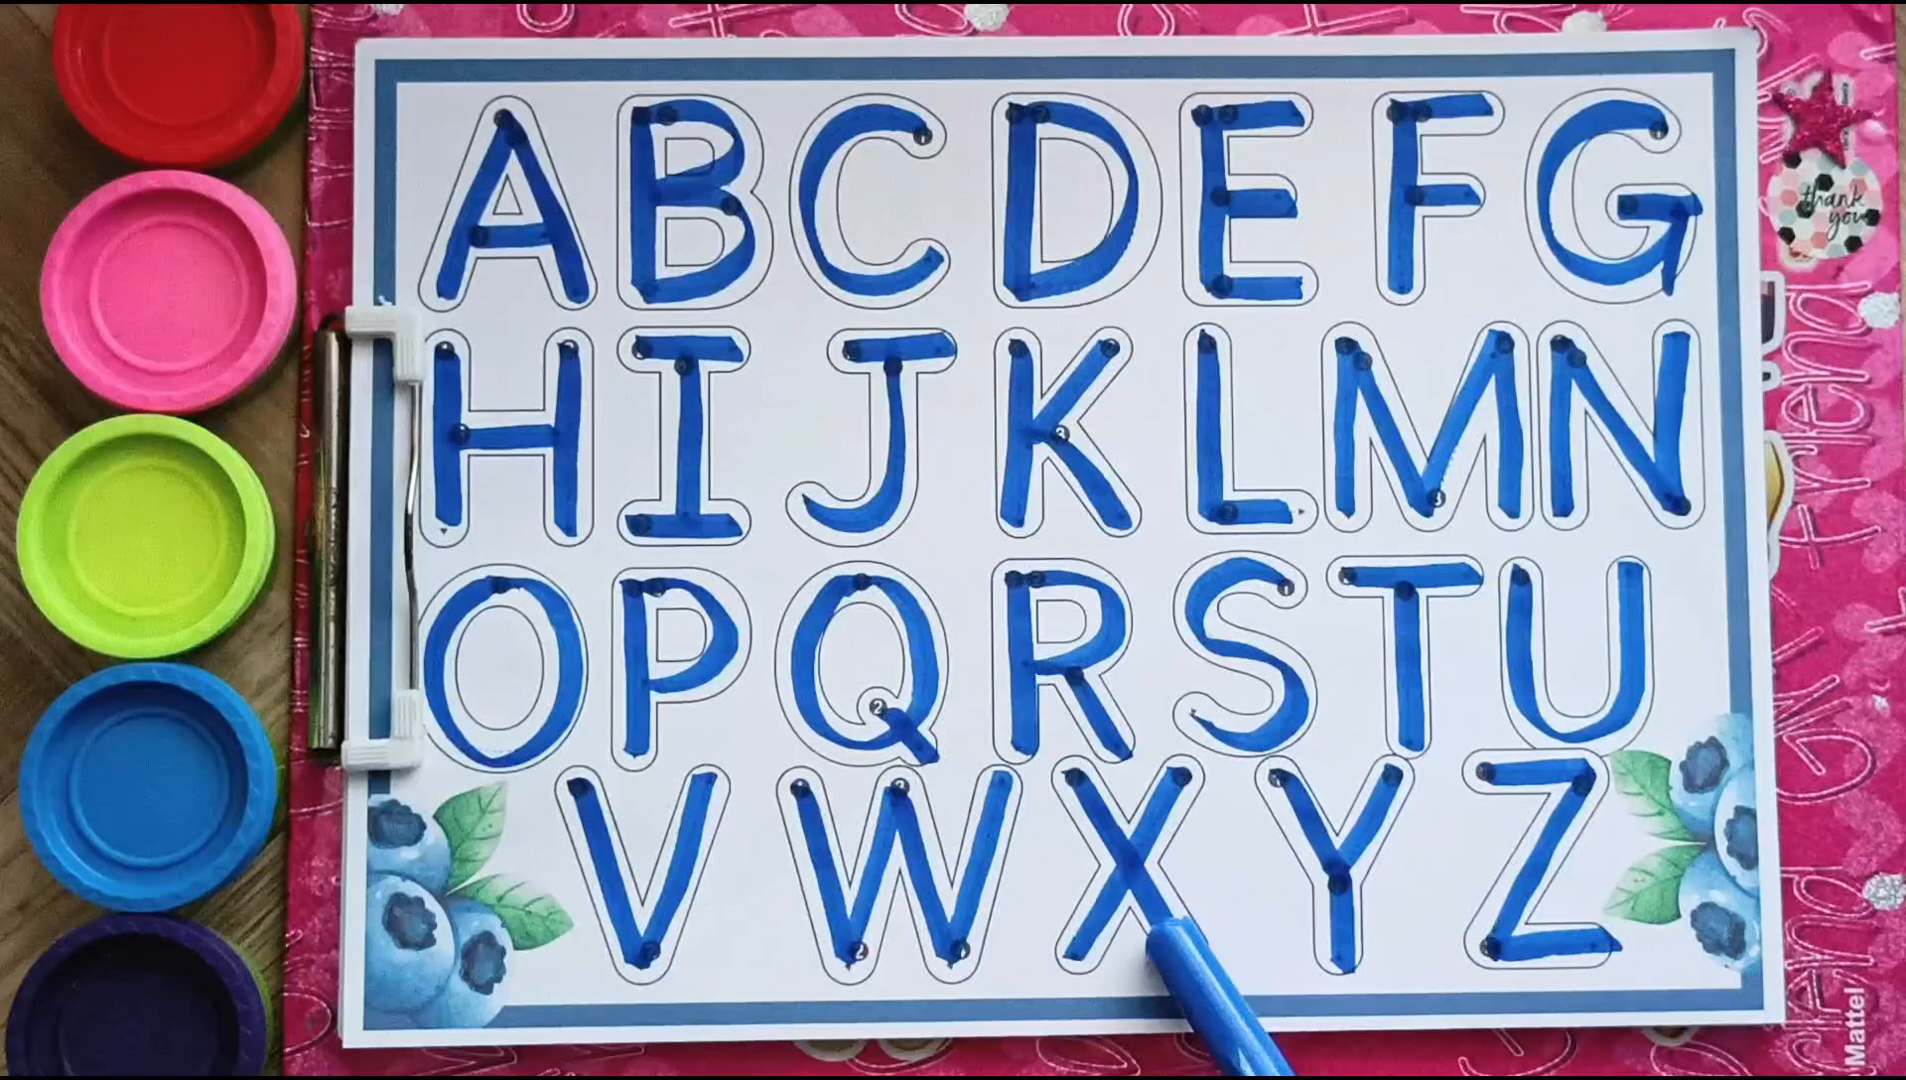 ABCDEFG
HIJKLMN
OPQRSTU
VWXYZ
thank
you
Mattel